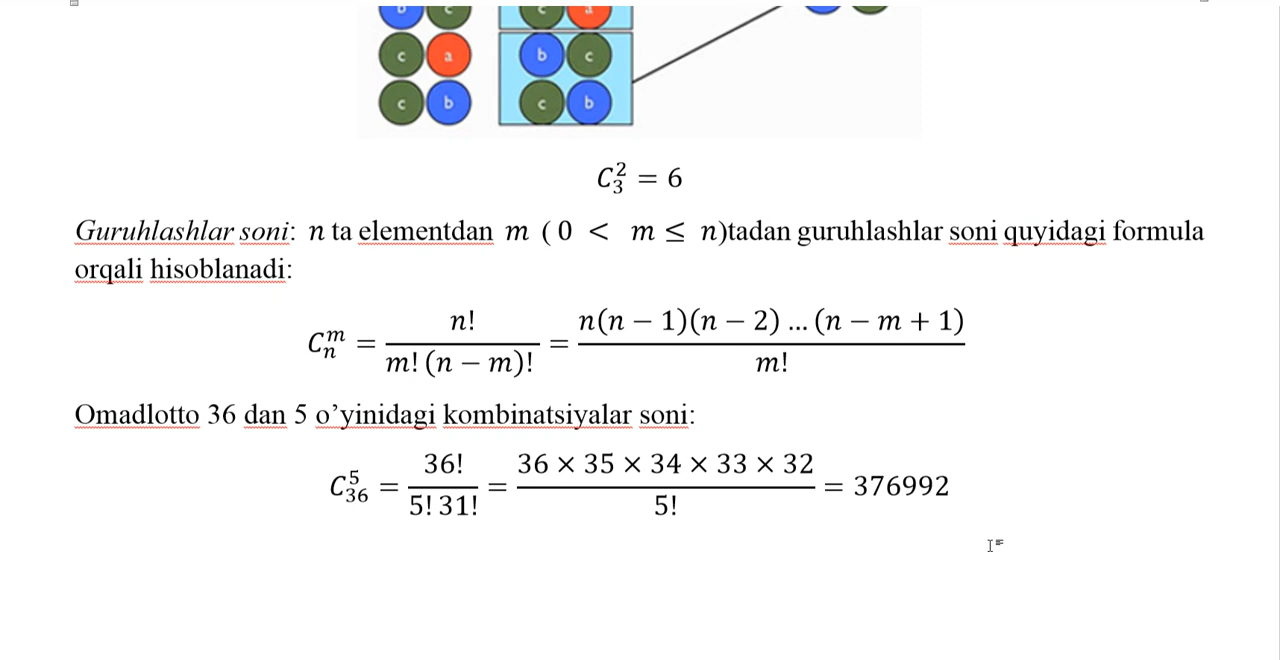 b c c a
c a b c b c
c b c b
C_3^2 = 6
Guruhlashlar soni: n ta elementdan m ( 0 < m ≤ n)tadan guruhlashlar soni quyidagi formula
orqali hisoblanadi:
C_n^m = n! / (m! (n − m)!) = n(n − 1)(n − 2) … (n − m + 1) / m!
Omadlotto 36 dan 5 o’yinidagi kombinatsiyalar soni:
C_36^5 = 36! / (5! 31!) = 36 × 35 × 34 × 33 × 32 / 5! = 376992